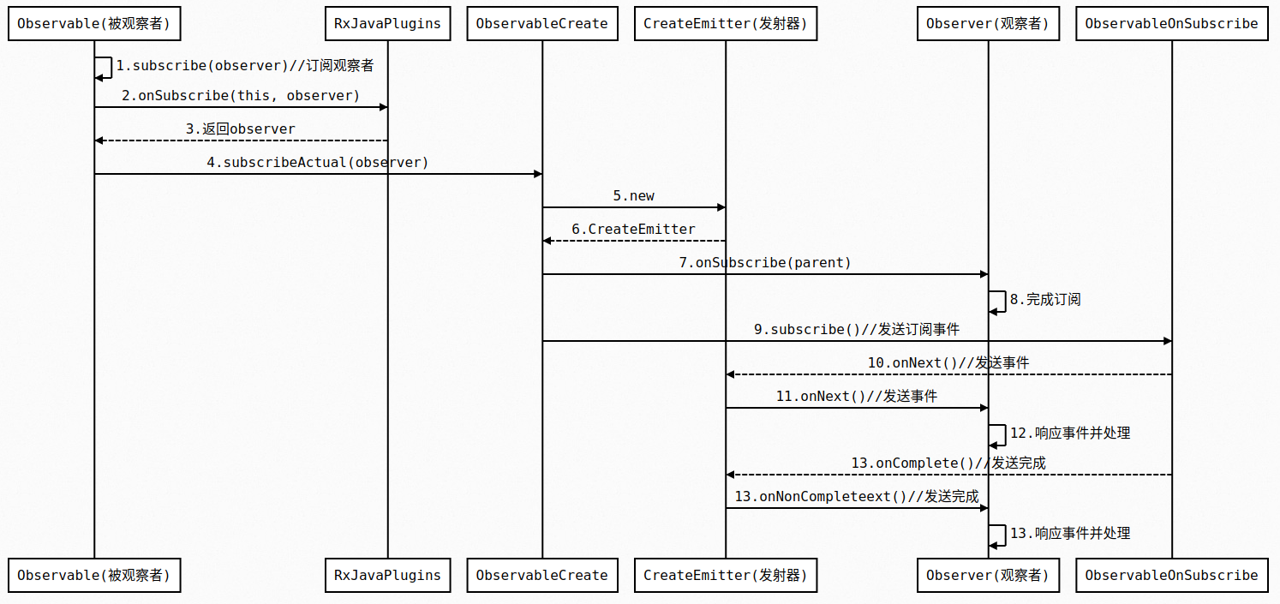 Observable(被观察者) RxJavaPlugins ObservableCreate CreateEmitter(发射器) Observer(观察者) ObservableOnSubscribe
1.subscribe(observer)//订阅观察者
2.onSubscribe(this, observer)
3.返回observer
4.subscribeActual(observer)
5.new
6.CreateEmitter
7.onSubscribe(parent)
8.完成订阅
9.subscribe()//发送订阅事件
10.onNext()//发送事件
11.onNext()//发送事件
12.响应事件并处理
13.onComplete()//发送完成
13.onNonCompleteext()//发送完成
13.响应事件并处理
Observable(被观察者) RxJavaPlugins ObservableCreate CreateEmitter(发射器) Observer(观察者) ObservableOnSubscribe